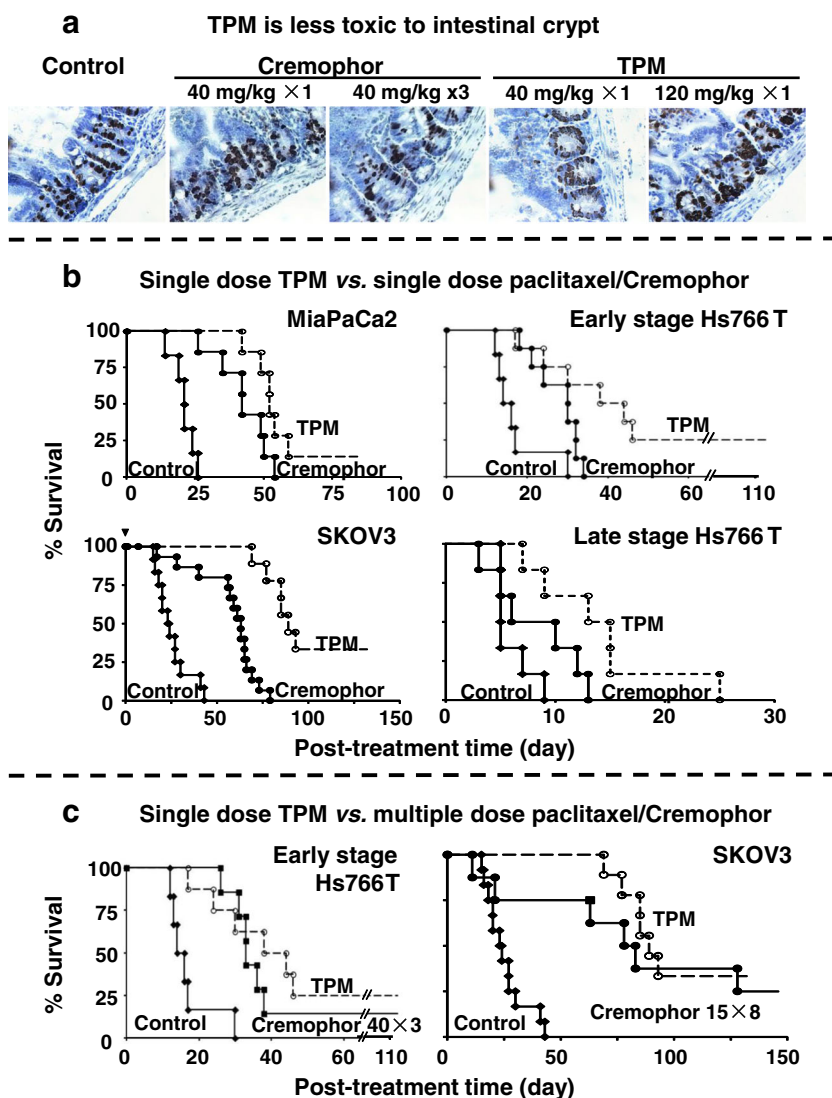 a TPM is less toxic to intestinal crypt
Control Cremophor TPM
40 mg/kg ×1 40 mg/kg x3 40 mg/kg ×1 120 mg/kg ×1
b Single dose TPM vs. single dose paclitaxel/Cremophor
% Survival
MiaPaCa2
100
75
50
25
0
TPM
Control Cremophor
0 25 50 75 100
Early stage Hs766 T
TPM
Control Cremophor
0 20 40 60 110
SKOV3
100
75
50
25
0
TPM
Control Cremophor
0 25 50 75 100 150
Late stage Hs766 T
TPM
Control Cremophor
0 10 20 30
Post-treatment time (day)
c Single dose TPM vs. multiple dose paclitaxel/Cremophor
% Survival
Early stage
Hs766T
100
75
50
25
0
TPM
Control Cremophor 40×3
0 20 40 60 110
Post-treatment time (day)
SKOV3
TPM
Cremophor 15×8
Control
0 50 100 150
Post-treatment time (day)